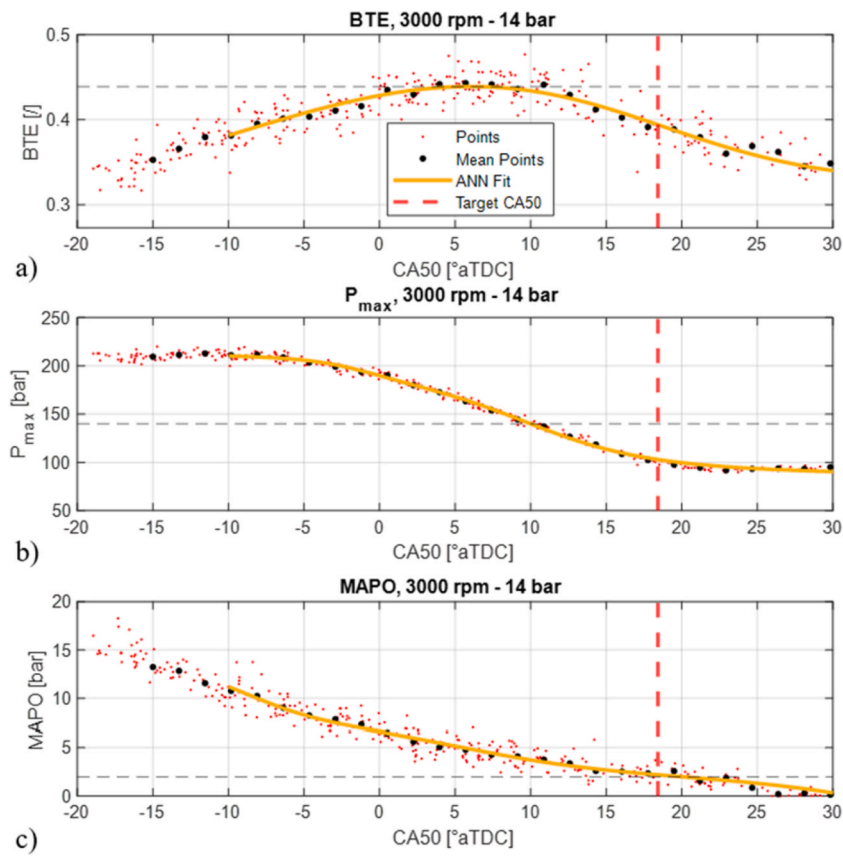 BTE, 3000 rpm - 14 bar
0.5
0.4
0.3
BTE [/]
Points
Mean Points
ANN Fit
Target CA50
-20 -15 -10 -5 0 5 10 15 20 25 30
CA50 [°aTDC]
a)
Pmax, 3000 rpm - 14 bar
250
200
150
100
50
Pmax [bar]
-20 -15 -10 -5 0 5 10 15 20 25 30
CA50 [°aTDC]
b)
MAPO, 3000 rpm - 14 bar
20
15
10
5
0
MAPO [bar]
-20 -15 -10 -5 0 5 10 15 20 25 30
CA50 [°aTDC]
c)